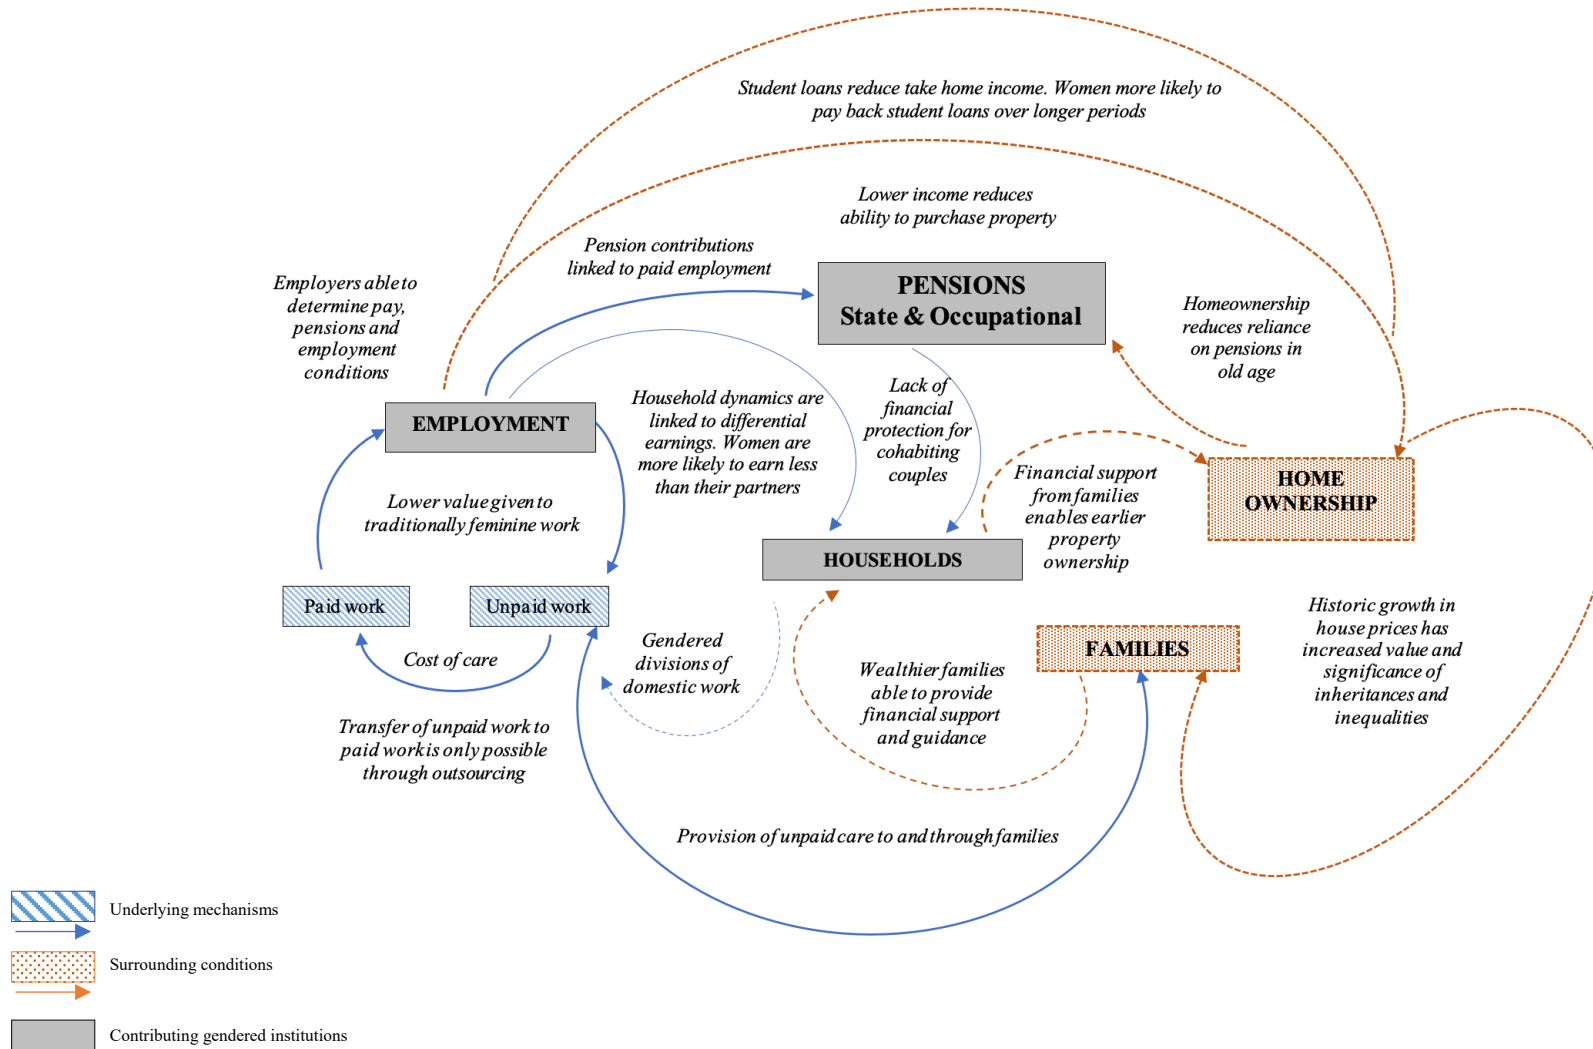 Student loans reduce take home income. Women more likely to
pay back student loans over longer periods
Lower income reduces
ability to purchase property
Pension contributions
linked to paid employment
Employers able to
determine pay,
pensions and
employment
conditions
PENSIONS
State & Occupational
Homeownership
reduces reliance
on pensions in
old age
EMPLOYMENT
Household dynamics are
linked to differential
earnings. Women are
more likely to earn less
than their partners
Lack of
financial
protection for
cohabiting
couples
Financial support
from families
enables earlier
property
ownership
HOME
OWNERSHIP
Lower value given to
traditionally feminine work
HOUSEHOLDS
Paid work
Unpaid work
Cost of care
Gendered
divisions of
domestic work
FAMILIES
Wealthier families
able to provide
financial support
and guidance
Historic growth in
house prices has
increased value and
significance of
inheritances and
inequalities
Transfer of unpaid work to
paid work is only possible
through outsourcing
Provision of unpaid care to and through families
Underlying mechanisms
Surrounding conditions
Contributing gendered institutions